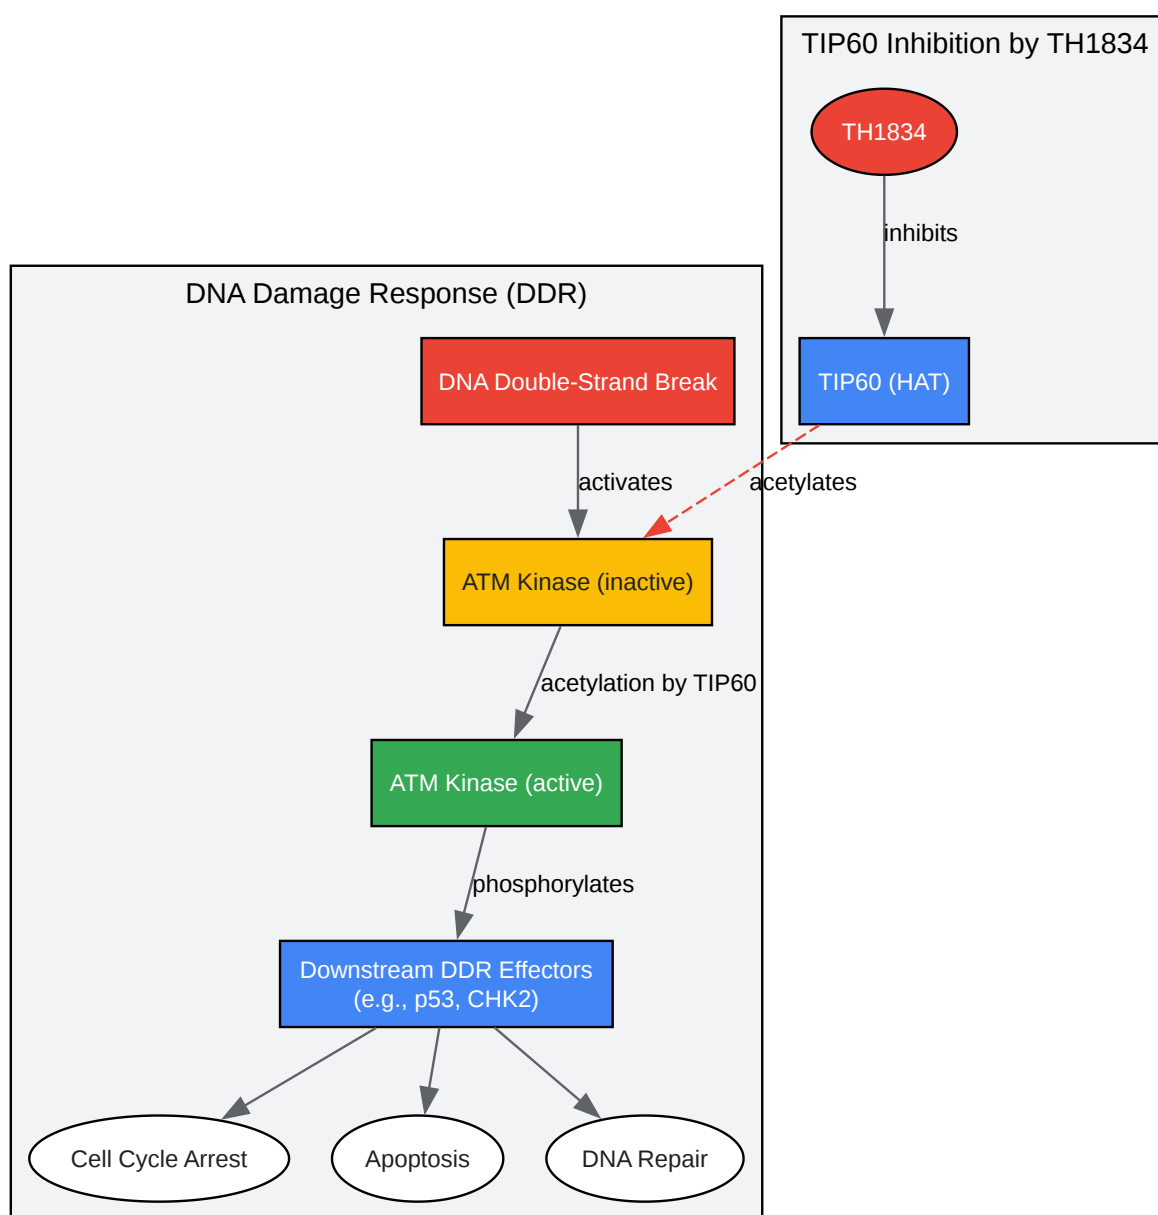 TIP60 Inhibition by TH1834
TH1834
inhibits
DNA Damage Response (DDR)
DNA Double-Strand Break
TIP60 (HAT)
activates
acetylates
ATM Kinase (inactive)
acetylation by TIP60
ATM Kinase (active)
phosphorylates
Downstream DDR Effectors
(e.g., p53, CHK2)
Cell Cycle Arrest
Apoptosis
DNA Repair